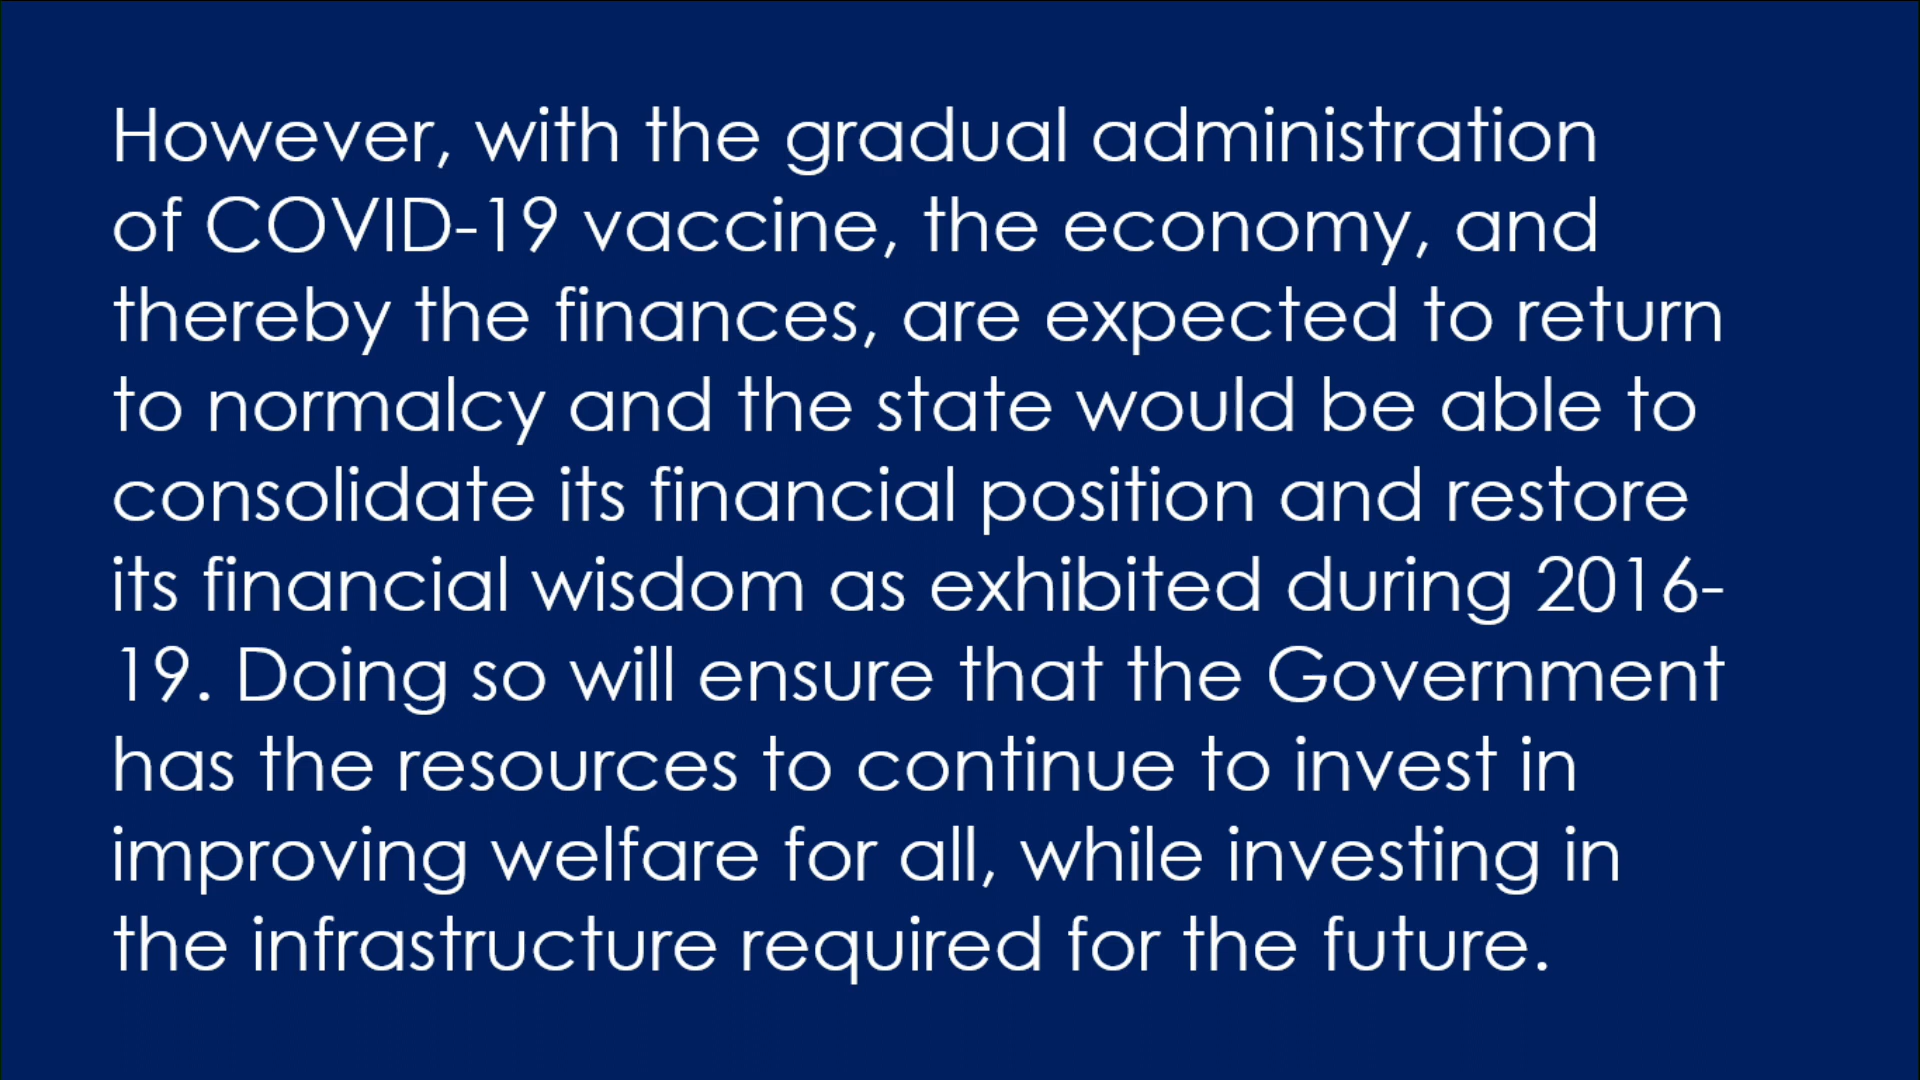 However, with the gradual administration
of COVID-19 vaccine, the economy, and
thereby the finances, are expected to return
to normalcy and the state would be able to
consolidate its financial position and restore
its financial wisdom as exhibited during 2016-
19. Doing so will ensure that the Government
has the resources to continue to invest in
improving welfare for all, while investing in
the infrastructure required for the future.